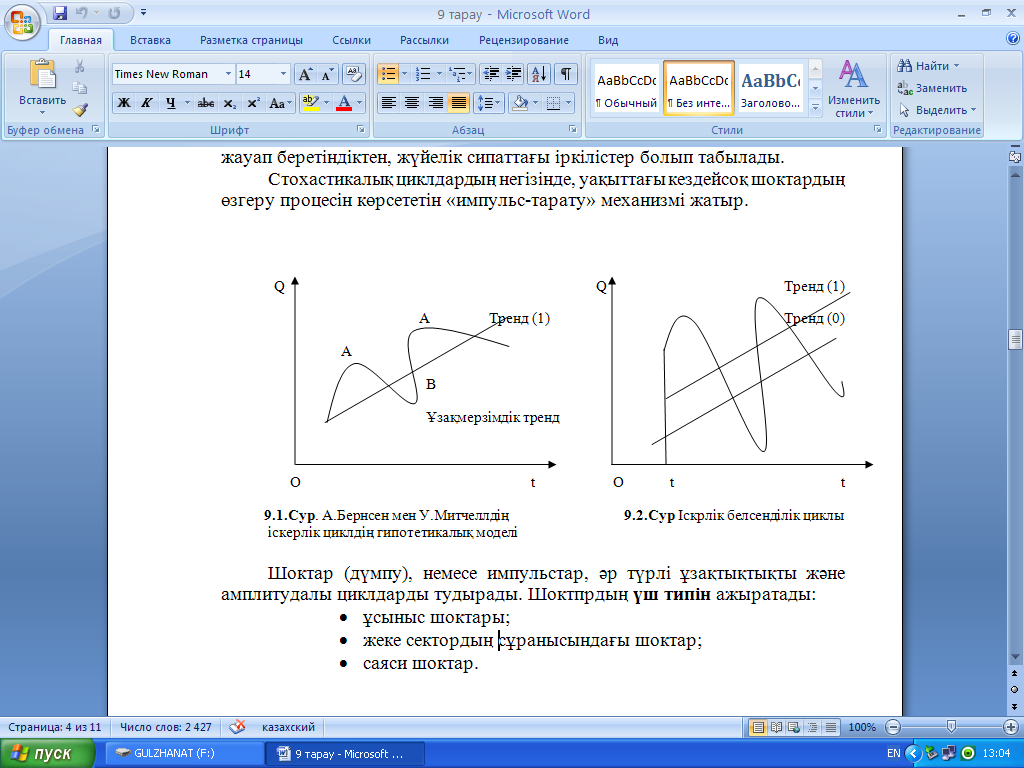 9 тарау - Microsoft Word
Главная Вставка Разметка страницы Ссылки Рассылки Рецензирование Вид
Вставить
Буфер обмена
Times New Roman 14
Ж К Ч abc x₂ x² Aa
Шрифт
Абзац
AaBbCcDc AaBbCcDc AaBbCc
¶ Обычный ¶ Без инте... Заголово...
Изменить стили
Стили
Найти
Заменить
Выделить
Редактирование
жауап беретіндіктен, жүйелік сипаттағы іркілістер болып табылады.
Стохастикалық циклдардың негізінде, уақыттағы кездейсоқ шоктардың
өзгеру процесін көрсететін «импульс-тарату» механизмі жатыр.
Q
A
A
Тренд (1)
B
Ұзақмерзімдік тренд
O t
Q
Тренд (1)
Тренд (0)
O t t
9.1.Сур. А.Бернсен мен У.Митчеллдің
іскерлік циклдің гипотетикалық моделі
9.2.Сур Іскрлік белсенділік циклы
Шоктар (дүмпу), немесе импульстар, әр түрлі ұзақтықтықты және
амплитудалы циклдарды тудырады. Шоктпрдың үш типін ажыратады:
• ұсыныс шоктары;
• жеке сектордың сұранысындағы шоктар;
• саяси шоктар.
Страница: 4 из 11 Число слов: 2 427 казахский 100%
пуск GULZHANAT (F:) 9 тарау - Microsoft ... EN 13:04